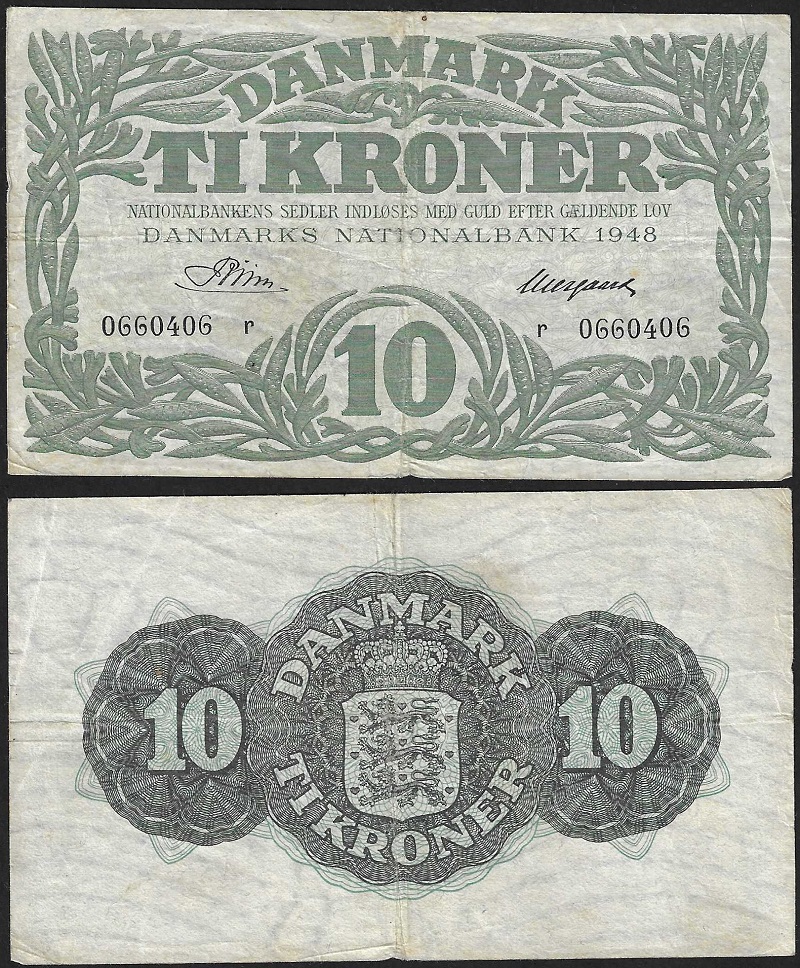 DANMARK
TI KRONER
NATIONALBANKENS SEDLER INDLØSES MED GULD EFTER GÆLDENDE LOV
DANMARKS NATIONALBANK 1948
0660406 r r 0660406
10
DANMARK
10 10
TI KRONER